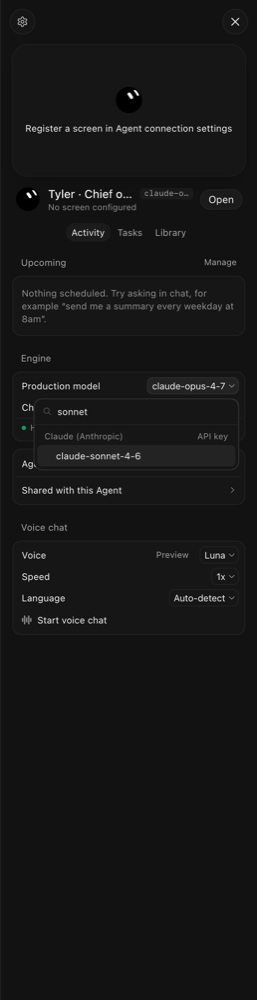 Register a screen in Agent connection settings
Tyler · Chief o... claude-o... Open
No screen configured
Activity Tasks Library
Upcoming Manage
Nothing scheduled. Try asking in chat, for
example “send me a summary every weekday at
8am”.
Engine
Production model claude-opus-4-7
Ch
sonnet
H
Claude (Anthropic) API key
claude-sonnet-4-6
Age
Shared with this Agent
Voice chat
Voice Preview Luna
Speed 1x
Language Auto-detect
Start voice chat